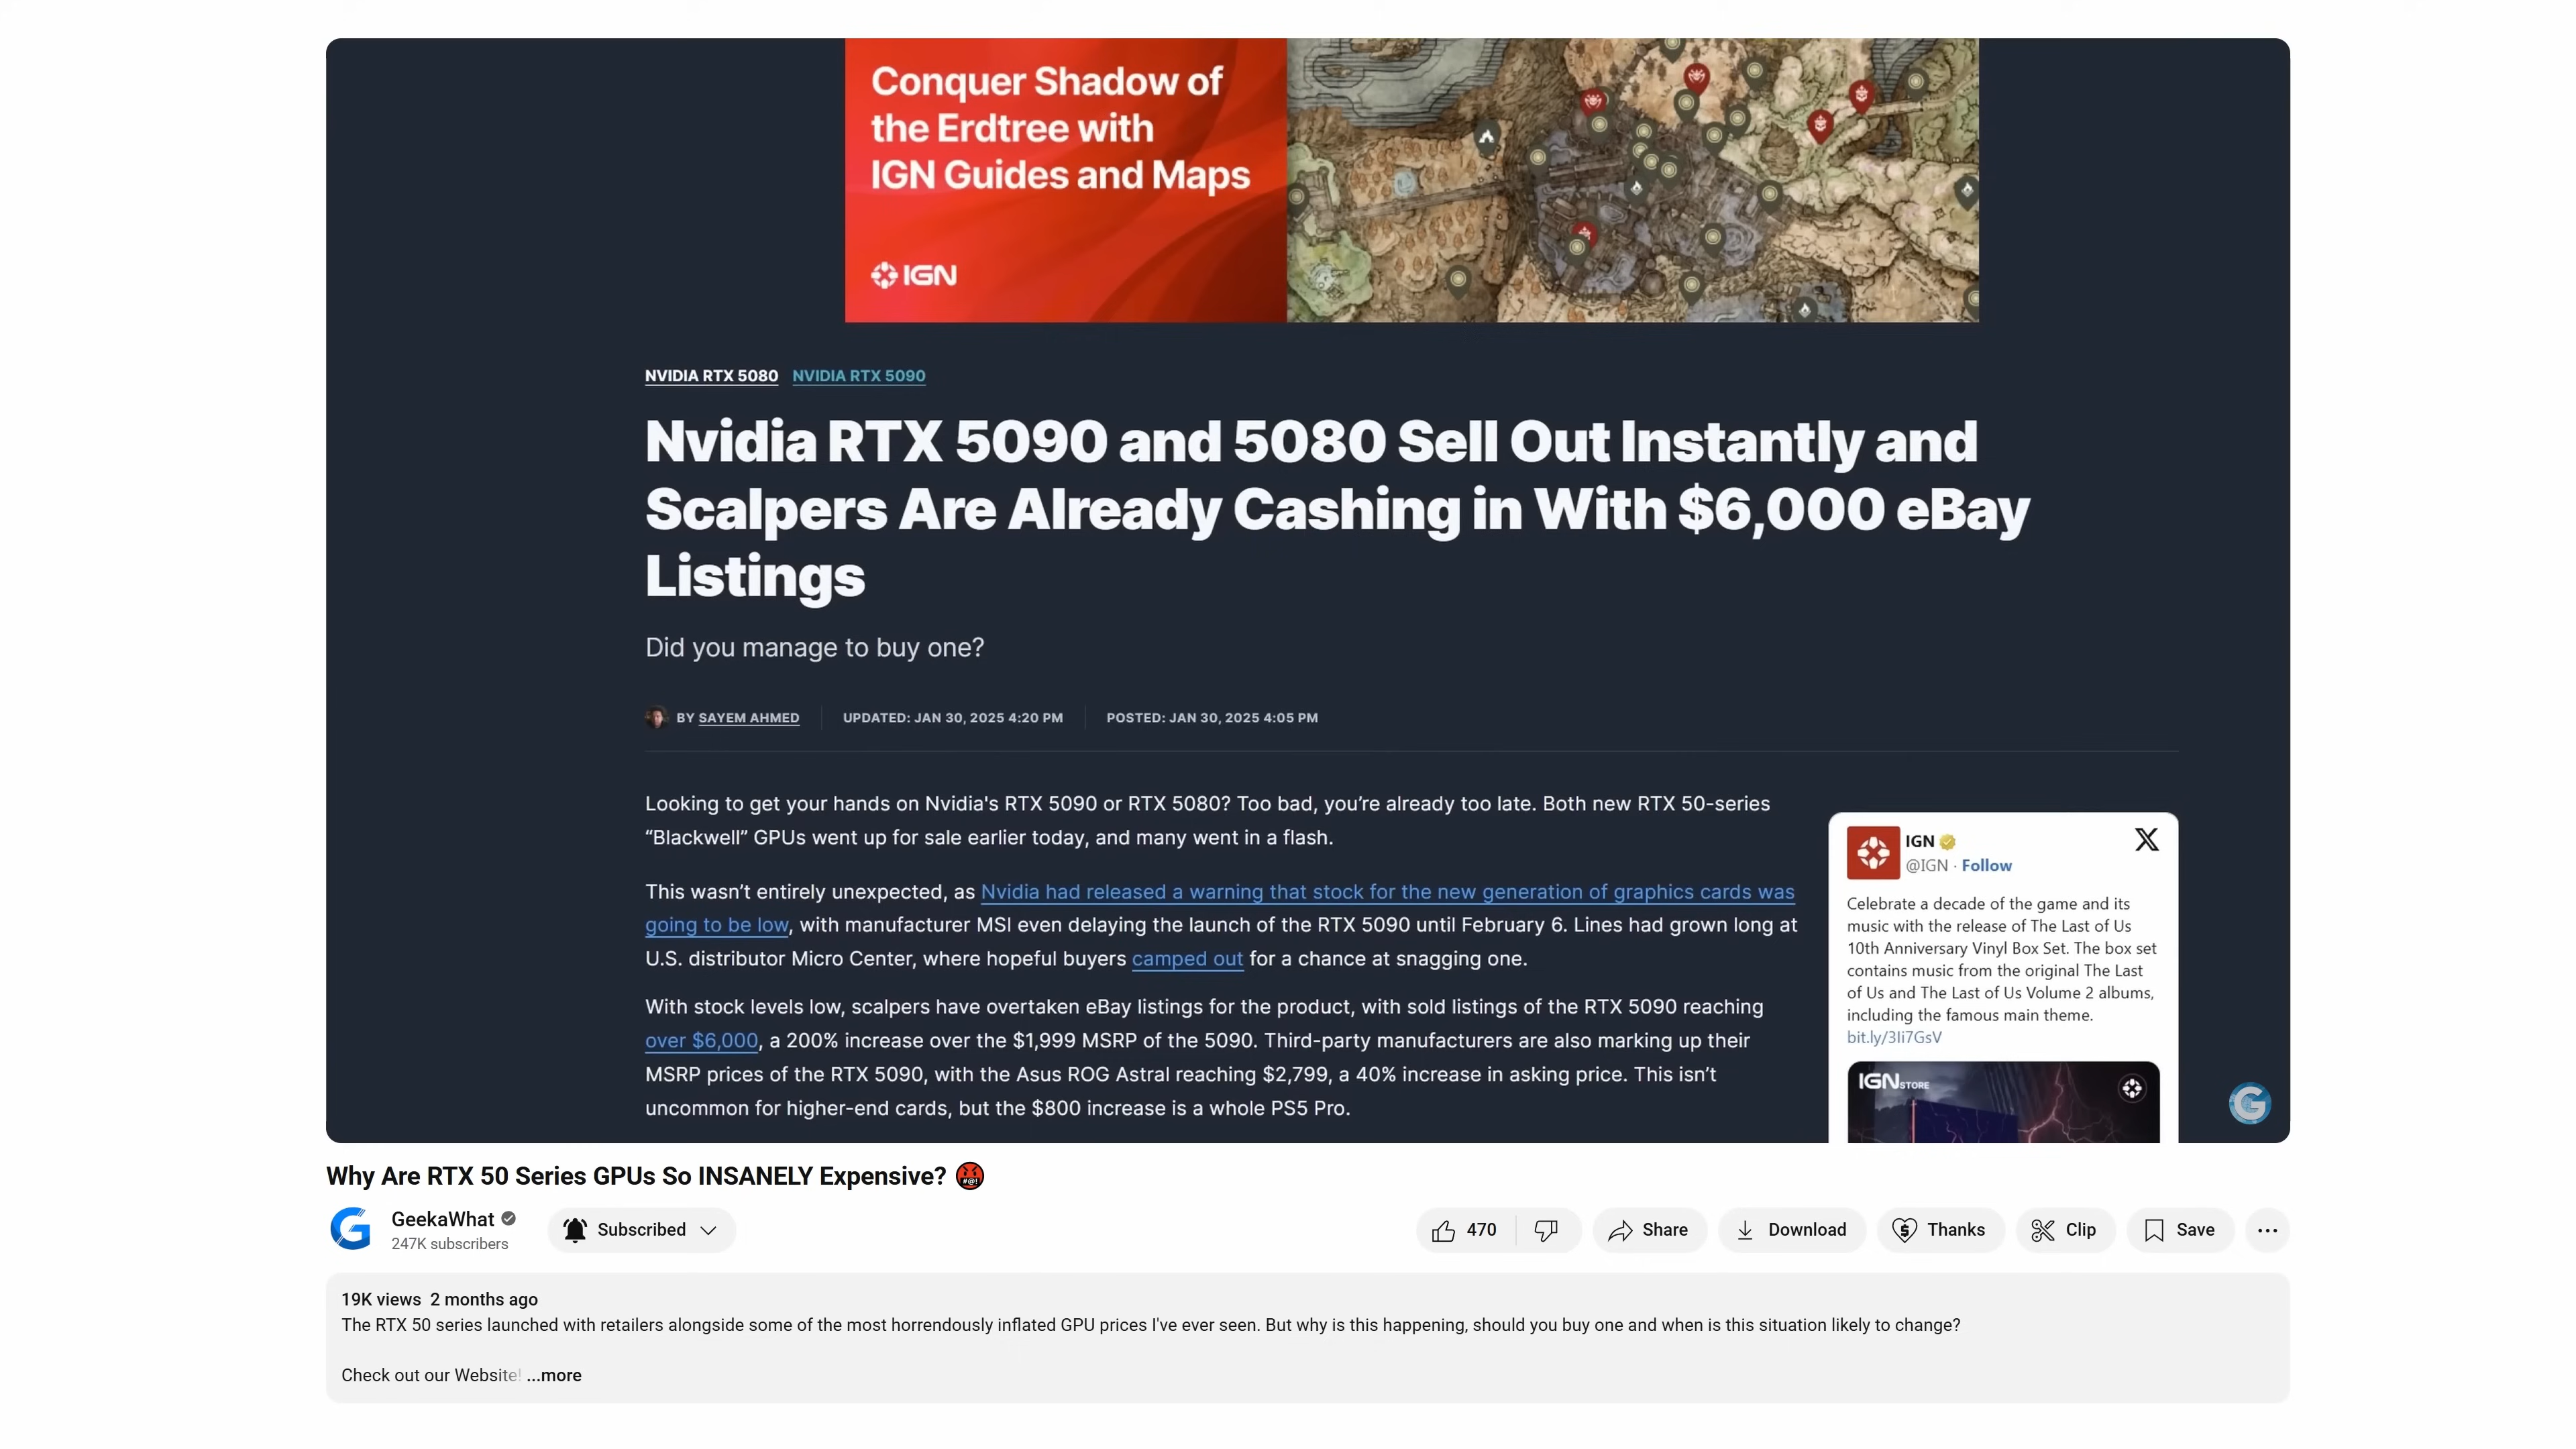 Conquer Shadow of
the Erdtree with
IGN Guides and Maps
IGN
NVIDIA RTX 5080 NVIDIA RTX 5090
Nvidia RTX 5090 and 5080 Sell Out Instantly and
Scalpers Are Already Cashing in With $6,000 eBay
Listings
Did you manage to buy one?
BY SAYEM AHMED UPDATED: JAN 30, 2025 4:20 PM POSTED: JAN 30, 2025 4:05 PM
Looking to get your hands on Nvidia's RTX 5090 or RTX 5080? Too bad, you’re already too late. Both new RTX 50-series
“Blackwell” GPUs went up for sale earlier today, and many went in a flash.
This wasn’t entirely unexpected, as Nvidia had released a warning that stock for the new generation of graphics cards was
going to be low, with manufacturer MSI even delaying the launch of the RTX 5090 until February 6. Lines had grown long at
U.S. distributor Micro Center, where hopeful buyers camped out for a chance at snagging one.
With stock levels low, scalpers have overtaken eBay listings for the product, with sold listings of the RTX 5090 reaching
over $6,000, a 200% increase over the $1,999 MSRP of the 5090. Third-party manufacturers are also marking up their
MSRP prices of the RTX 5090, with the Asus ROG Astral reaching $2,799, a 40% increase in asking price. This isn’t
uncommon for higher-end cards, but the $800 increase is a whole PS5 Pro.
IGN
@IGN · Follow
Celebrate a decade of the game and its
music with the release of The Last of Us
10th Anniversary Vinyl Box Set. The box set
contains music from the original The Last
of Us and The Last of Us Volume 2 albums,
including the famous main theme.
bit.ly/3Ii7GsV
IGN STORE
G
Why Are RTX 50 Series GPUs So INSANELY Expensive?
GeekaWhat
247K subscribers
Subscribed
470
Share
Download
Thanks
Clip
Save
19K views 2 months ago
The RTX 50 series launched with retailers alongside some of the most horrendously inflated GPU prices I've ever seen. But why is this happening, should you buy one and when is this situation likely to change?
Check out our Website! ...more